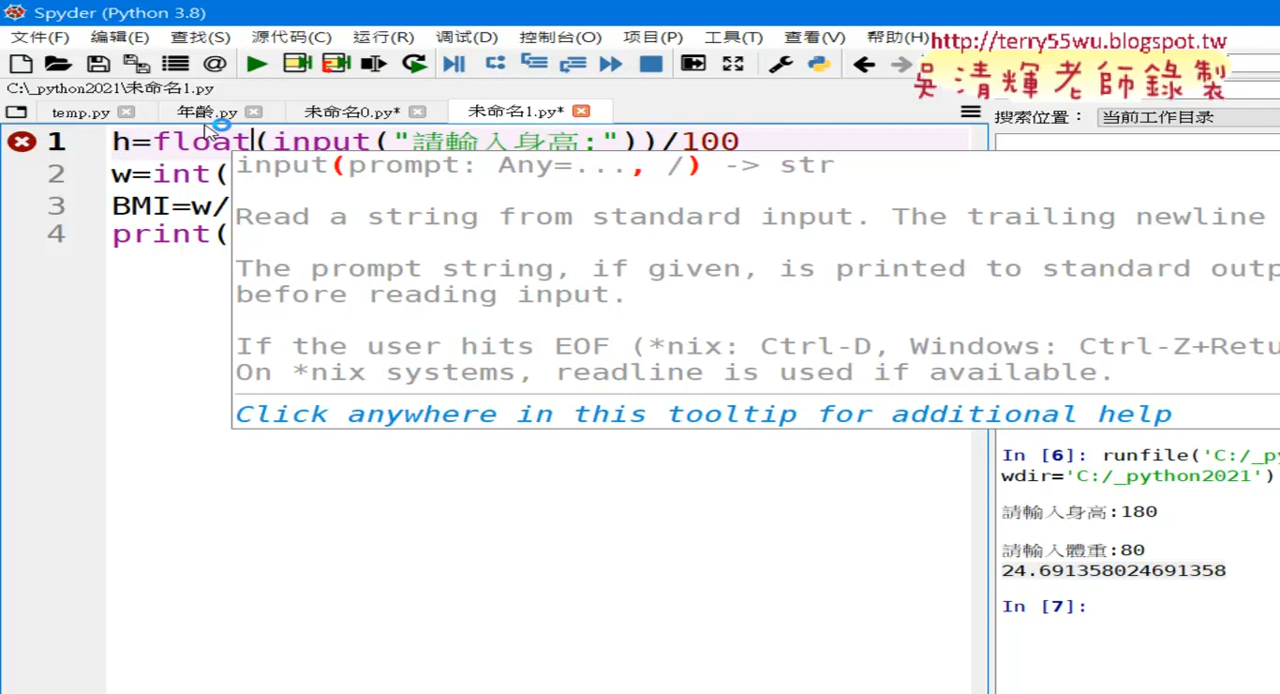 Spyder (Python 3.8)
文件(F) 编辑(E) 查找(S) 源代码(C) 运行(R) 调试(D) 控制台(O) 项目(P) 工具(T) 查看(V) 帮助(H)
http://terry55wu.blogspot.tw
吳清輝老師錄製
C:\_python2021\未命名1.py
temp.py 年齡.py 未命名0.py* 未命名1.py*
搜索位置： 当前工作目录
1 h=float(input("請輸入身高:"))/100
2 w=int(
3 BMI=w/
4 print(
input(prompt: Any=..., /) -> str
Read a string from standard input. The trailing newline
The prompt string, if given, is printed to standard outp
before reading input.
If the user hits EOF (*nix: Ctrl-D, Windows: Ctrl-Z+Retu
On *nix systems, readline is used if available.
Click anywhere in this tooltip for additional help
In [6]: runfile('C:/_py
wdir='C:/_python2021')
請輸入身高:180
請輸入體重:80
24.691358024691358
In [7]: